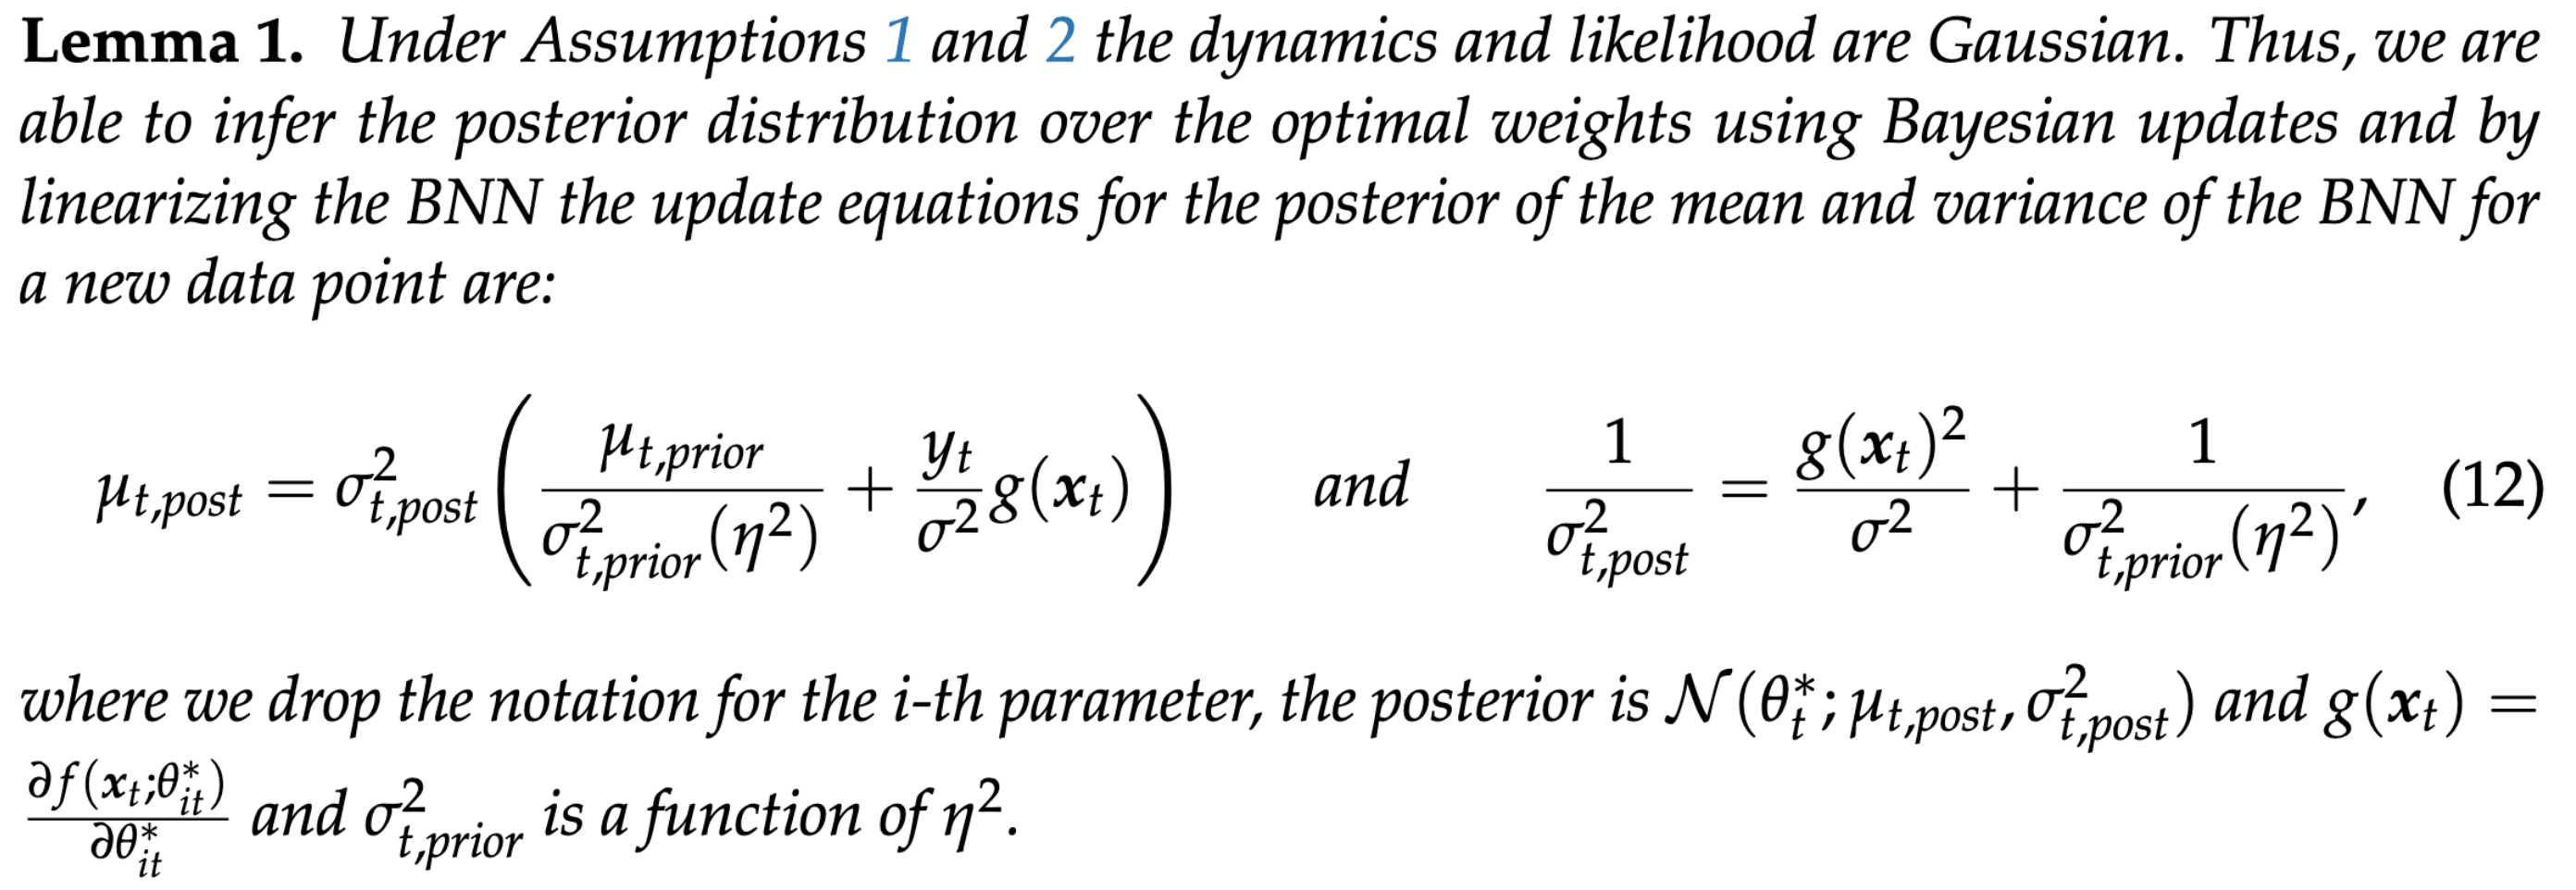 Lemma 1. Under Assumptions 1 and 2 the dynamics and likelihood are Gaussian. Thus, we are
able to infer the posterior distribution over the optimal weights using Bayesian updates and by
linearizing the BNN the update equations for the posterior of the mean and variance of the BNN for
a new data point are:
$\mu_{t,post} = \sigma^2_{t,post} \left( \frac{\mu_{t,prior}}{\sigma^2_{t,prior}(\eta^2)} + \frac{y_t}{\sigma^2} g(\boldsymbol{x}_t) \right)$ and $\frac{1}{\sigma^2_{t,post}} = \frac{g(\boldsymbol{x}_t)^2}{\sigma^2} + \frac{1}{\sigma^2_{t,prior}(\eta^2)},$ (12)
where we drop the notation for the i-th parameter, the posterior is $\mathcal{N}(\theta^*_t; \mu_{t,post}, \sigma^2_{t,post})$ and $g(\boldsymbol{x}_t) =$
$\frac{\partial f(\boldsymbol{x}_t; \theta^*_{it})}{\partial \theta^*_{it}}$ and $\sigma^2_{t,prior}$ is a function of $\eta^2$.